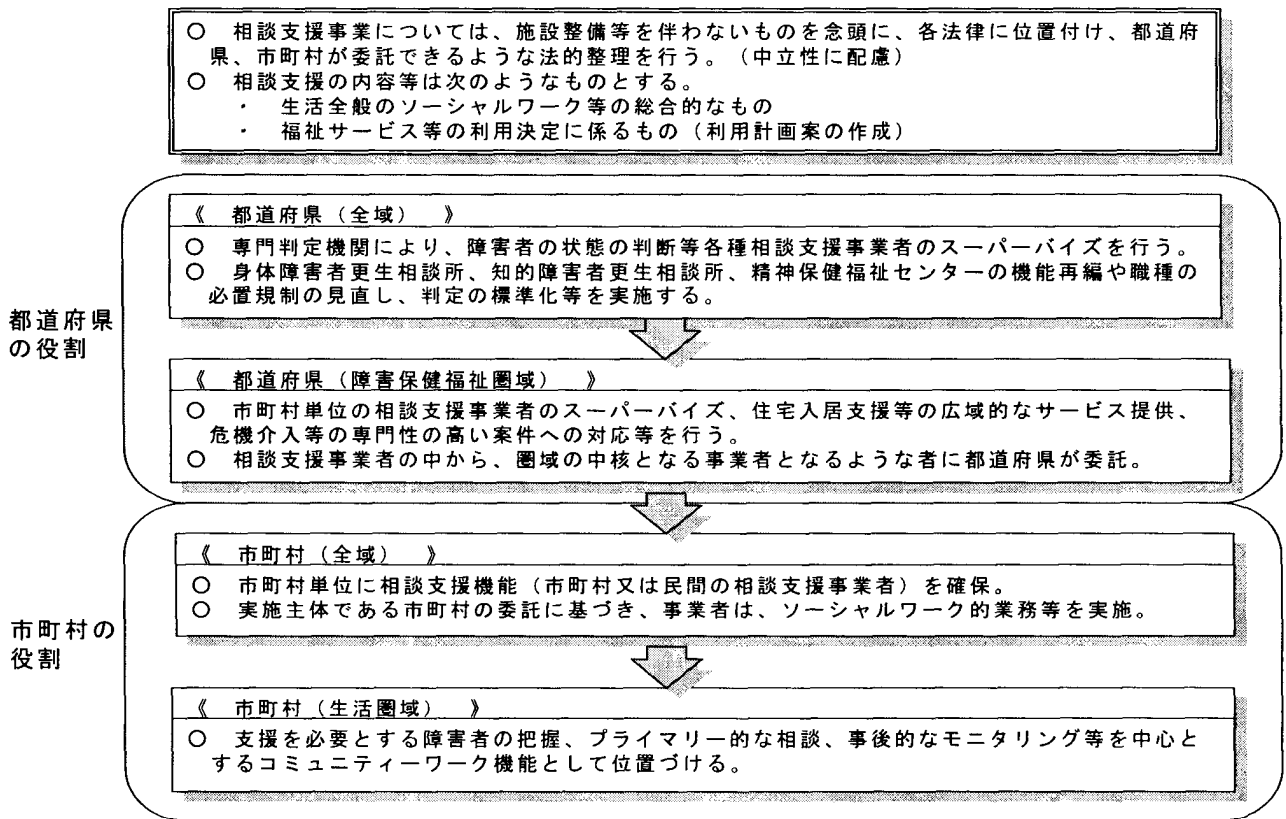 ○　相談支援事業については、施設整備等を伴わないものを念頭に、各法律に位置付け、都道府
県、市町村が委託できるような法的整理を行う。（中立性に配慮）
○　相談支援の内容等は次のようなものとする。
・　生活全般のソーシャルワーク等の総合的なもの
・　福祉サービス等の利用決定に係るもの（利用計画案の作成）
都道府県
の役割
《　都道府県（全域）　》
○　専門判定機関により、障害者の状態の判断等各種相談支援事業者のスーパーバイズを行う。
○　身体障害者更生相談所、知的障害者更生相談所、精神保健福祉センターの機能再編や職種の
必置規制の見直し、判定の標準化等を実施する。
《　都道府県（障害保健福祉圏域）　》
○　市町村単位の相談支援事業者のスーパーバイズ、住宅入居支援等の広域的なサービス提供、
危機介入等の専門性の高い案件への対応等を行う。
○　相談支援事業者の中から、圏域の中核となる事業者となるような者に都道府県が委託。
市町村の
役割
《　市町村（全域）　》
○　市町村単位に相談支援機能（市町村又は民間の相談支援事業者）を確保。
○　実施主体である市町村の委託に基づき、事業者は、ソーシャルワーク的業務等を実施。
《　市町村（生活圏域）　》
○　支援を必要とする障害者の把握、プライマリー的な相談、事後的なモニタリング等を中心と
するコミュニティーワーク機能として位置づける。